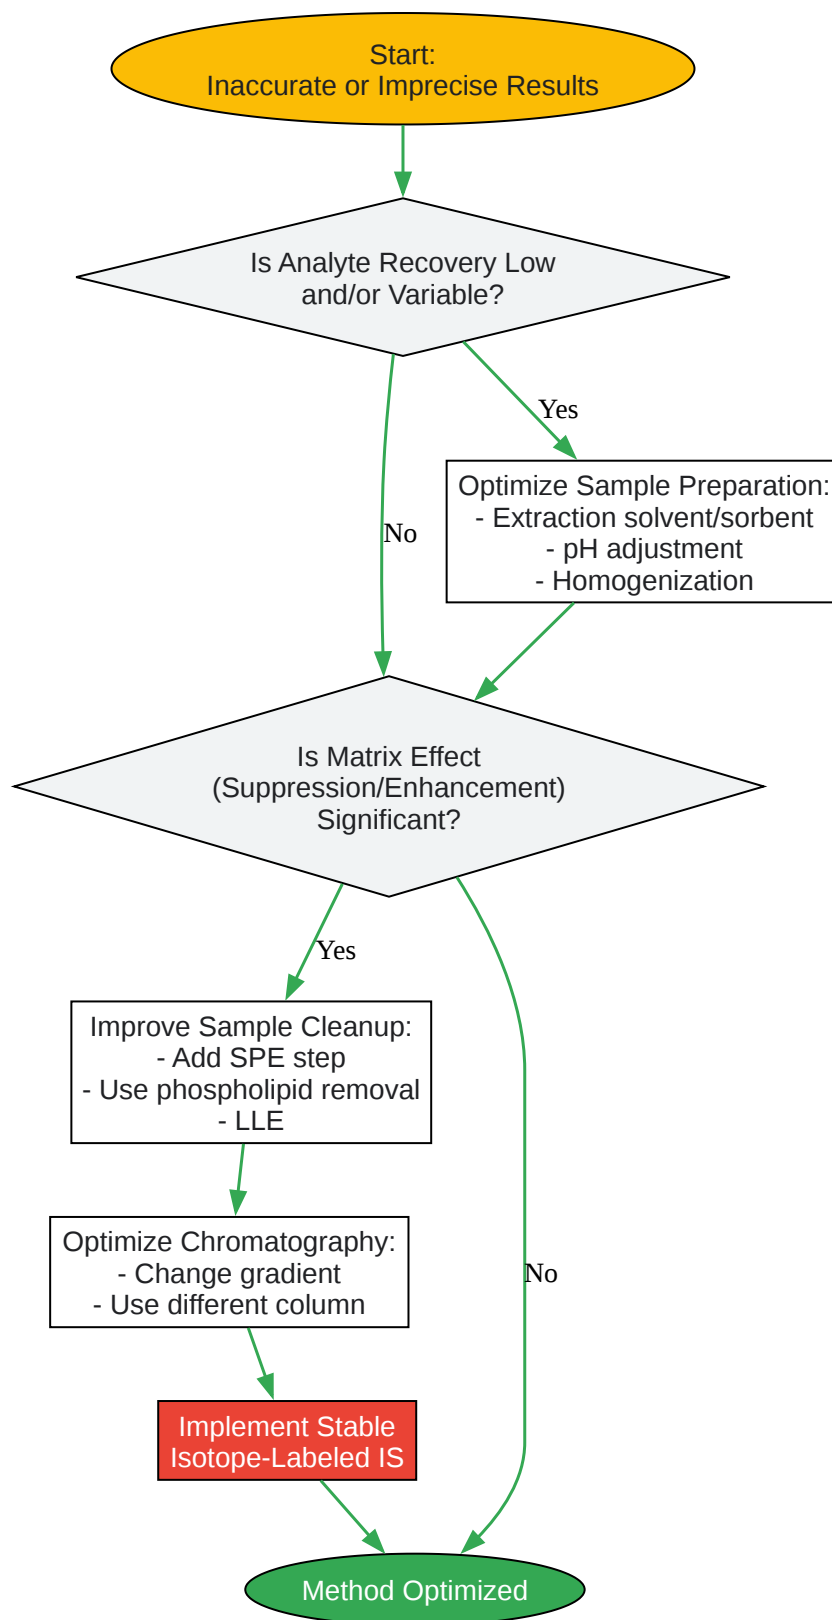 Start:
Inaccurate or Imprecise Results
Is Analyte Recovery Low
and/or Variable?
Yes
Optimize Sample Preparation:
- Extraction solvent/sorbent
- pH adjustment
- Homogenization
No
Is Matrix Effect
(Suppression/Enhancement)
Significant?
Yes
Improve Sample Cleanup:
- Add SPE step
- Use phospholipid removal
- LLE
Optimize Chromatography:
- Change gradient
- Use different column
No
Implement Stable
Isotope-Labeled IS
Method Optimized